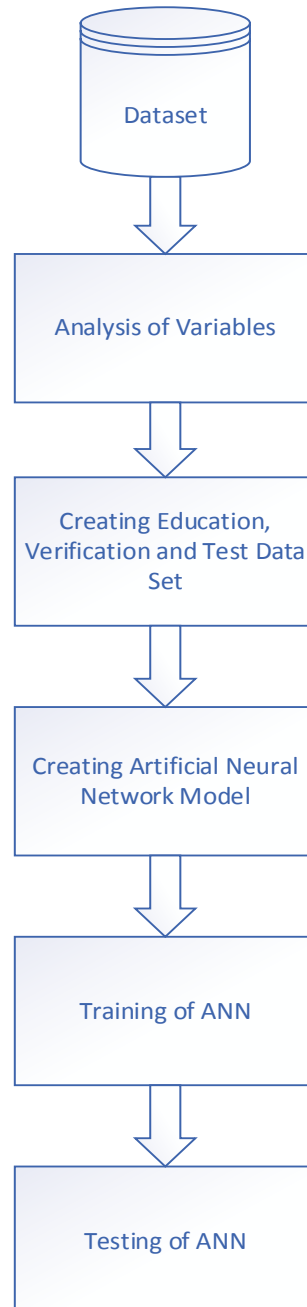 Dataset
Analysis of Variables
Creating Education,
Verification and Test Data
Set
Creating Artificial Neural
Network Model
Training of ANN
Testing of ANN